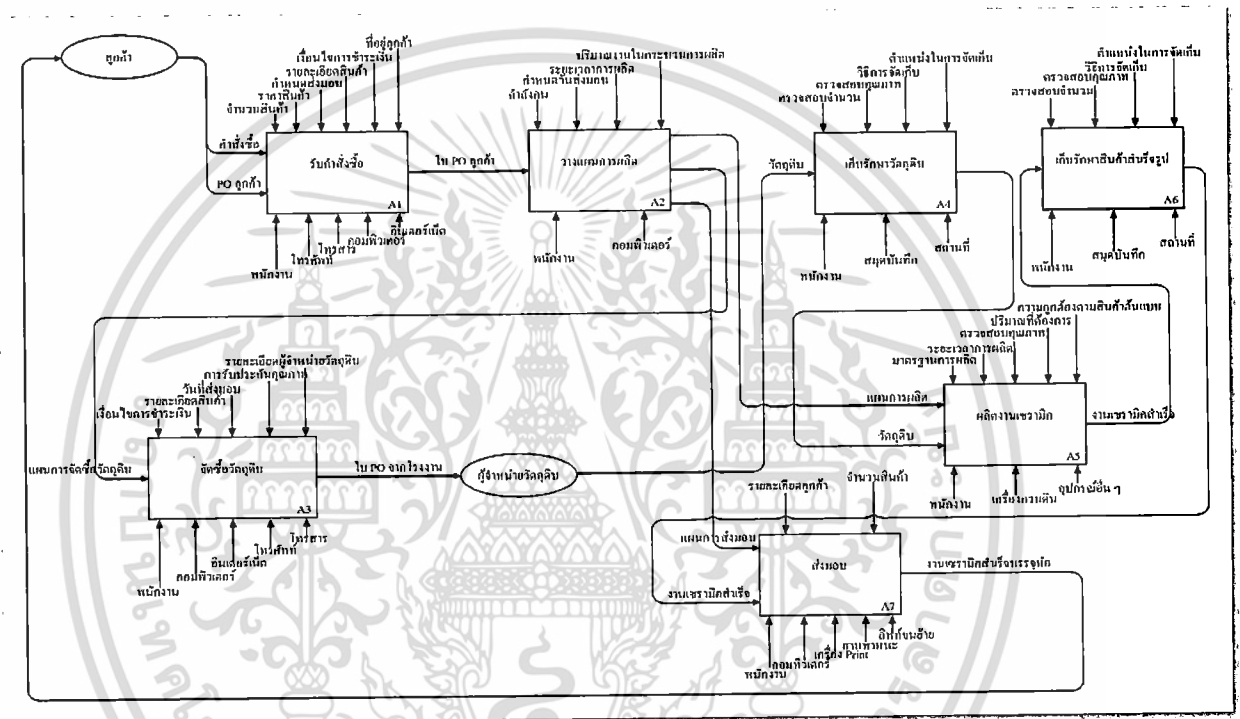 ลูกค้า
ที่อยู่ลูกค้า
เงื่อนไขในการชำระเงิน
รายละเอียดสินค้า
กำหนดส่งมอบ
ราคาสินค้า
จำนวนสินค้า
คำสั่งซื้อ
PO ลูกค้า
รับคำสั่งซื้อ
A1
พนักงาน
โทรศัพท์
โทรสาร
คอมพิวเตอร์
อินเตอร์เน็ต
ใบ PO ลูกค้า
ปริมาณงานในกระบวนการผลิต
ระยะเวลาการผลิต
กำหนดวันส่งมอบ
กำลังคน
วางแผนการผลิต
A2
พนักงาน
คอมพิวเตอร์
วัตถุดิบ
ตำแหน่งในการจัดเก็บ
วิธีการจัดเก็บ
ตรวจสอบคุณภาพ
ตรวจสอบจำนวน
เก็บรักษาวัตถุดิบ
A4
พนักงาน
สมุดบันทึก
สถานที่
ตำแหน่งในการจัดเก็บ
วิธีการจัดเก็บ
ตรวจสอบคุณภาพ
ตรวจสอบจำนวน
เก็บรักษาสินค้าสำเร็จรูป
A6
พนักงาน
สมุดบันทึก
สถานที่
รายละเอียดผู้จำหน่ายวัตถุดิบ
การรับประกันคุณภาพ
วันที่ส่งมอบ
รายละเอียดสินค้า
เงื่อนไขการชำระเงิน
แผนการจัดซื้อวัตถุดิบ
จัดซื้อวัตถุดิบ
A3
พนักงาน
คอมพิวเตอร์
อินเตอร์เน็ต
โทรศัพท์
โทรสาร
ใบ PO จากโรงงาน
ผู้จำหน่ายวัตถุดิบ
ความถูกต้องตามสินค้าต้นแบบ
ปริมาณที่ต้องการ
ตรวจสอบคุณภาพ
ระยะเวลาการผลิต
มาตรฐานการผลิต
แผนการผลิต
วัตถุดิบ
ผลิตงานเซรามิก
A5
งานเซรามิกสำเร็จ
พนักงาน
เครื่องกวนดิน
อุปกรณ์อื่น ๆ
รายละเอียดลูกค้า
จำนวนสินค้า
แผนการส่งมอบ
งานเซรามิกสำเร็จ
ส่งมอบ
A7
งานเซรามิกสำเร็จบรรจุหีบ
พนักงาน
คอมพิวเตอร์
เครื่อง Print
ยานพาหนะ